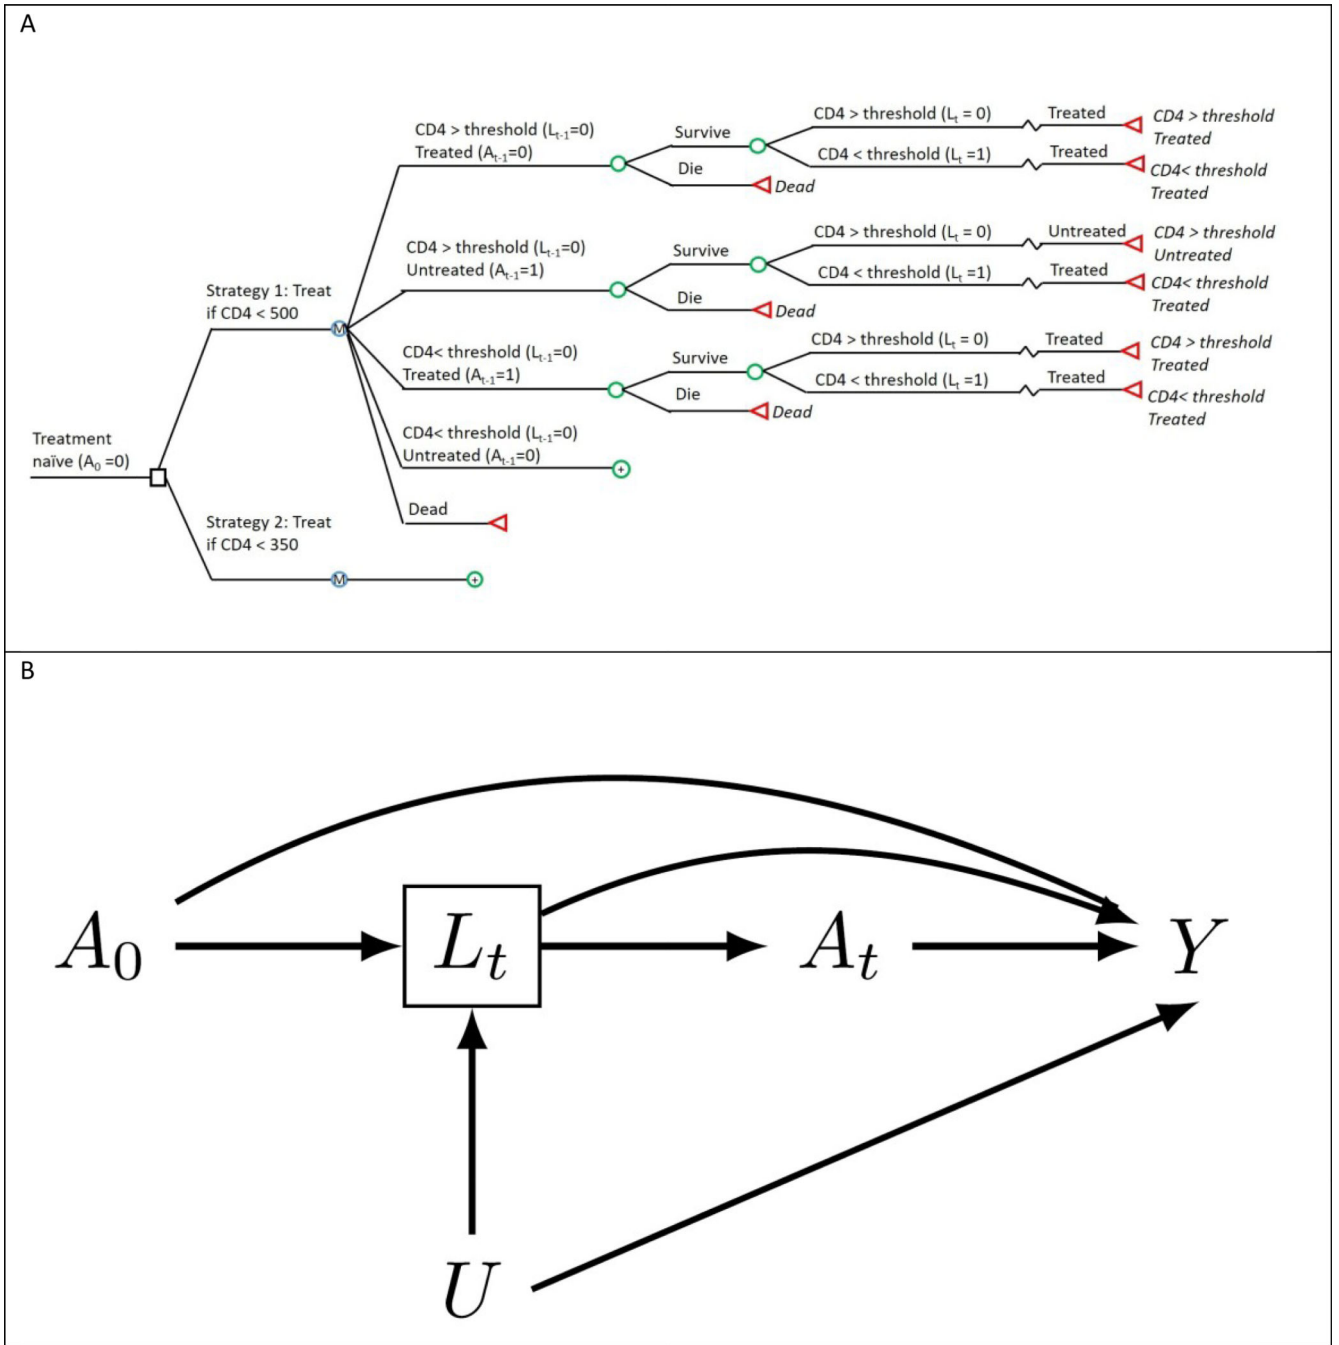 A
CD4 > threshold (Lt-1=0)
Treated (At-1=0)
Survive
Die
Dead
CD4 > threshold (Lt = 0)
Treated
CD4 > threshold
Treated
CD4 < threshold (Lt =1)
Treated
CD4< threshold
Treated
CD4 > threshold (Lt-1=0)
Untreated (At-1=1)
Survive
Die
Dead
CD4 > threshold (Lt = 0)
Untreated
CD4 > threshold
Untreated
CD4 < threshold (Lt =1)
Treated
CD4< threshold
Treated
Strategy 1: Treat
if CD4 < 500
M
CD4< threshold (Lt-1=0)
Treated (At-1=1)
Survive
Die
Dead
CD4 > threshold (Lt = 0)
Treated
CD4 > threshold
Treated
CD4 < threshold (Lt =1)
Treated
CD4< threshold
Treated
CD4< threshold (Lt-1=0)
Untreated (At-1=0)
+
Treatment
naïve (A0 =0)
Dead
Strategy 2: Treat
if CD4 < 350
M
+
B
A0
Lt
At
Y
U